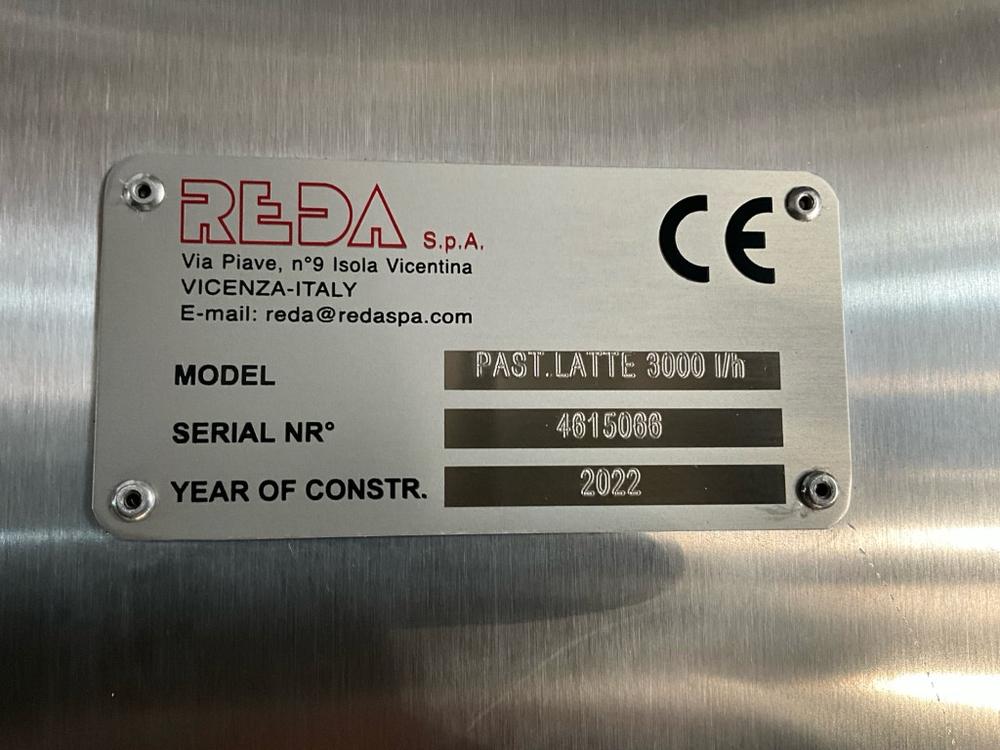 REDA S.p.A.
Via Piave, n°9 Isola Vicentina
VICENZA-ITALY
E-mail: reda@redaspa.com
CE
MODEL PAST.LATTE 3000 l/h
SERIAL NR° 4615066
YEAR OF CONSTR. 2022